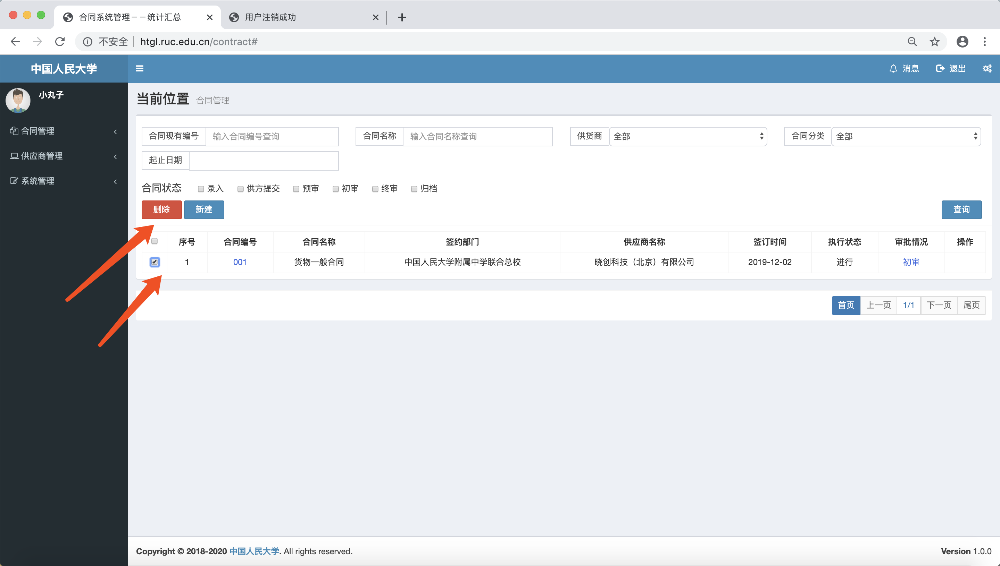 合同系统管理－－统计汇总
用户注销成功
不安全 htgl.ruc.edu.cn/contract#
中国人民大学
消息 退出
小丸子
合同管理
供应商管理
系统管理
当前位置 合同管理
合同现有编号 输入合同编号查询 合同名称 输入合同名称查询 供货商 全部 合同分类 全部
起止日期
合同状态 录入 供方提交 预审 初审 终审 归档
删除 新建 查询
序号 合同编号 合同名称 签约部门 供应商名称 签订时间 执行状态 审批情况 操作
1 001 货物一般合同 中国人民大学附属中学联合总校 晓创科技（北京）有限公司 2019-12-02 进行 初审
首页 上一页 1/1 下一页 尾页
Copyright © 2018-2020 中国人民大学. All rights reserved. Version 1.0.0